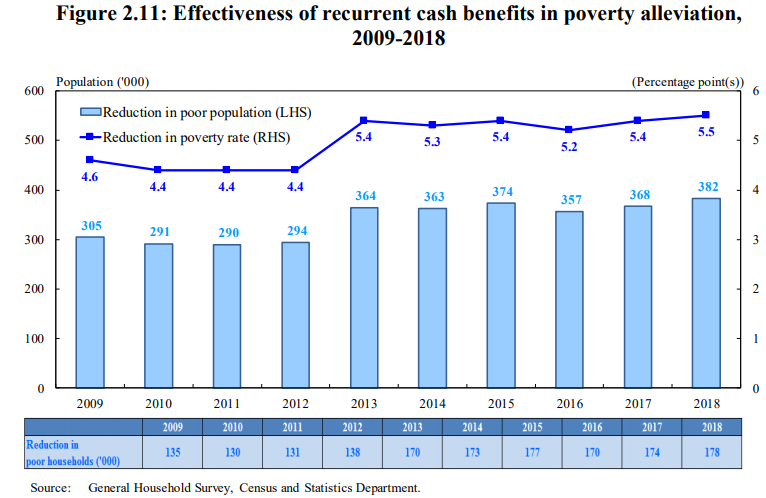 Figure 2.11: Effectiveness of recurrent cash benefits in poverty alleviation,
2009-2018
Population ('000) (Percentage point(s))
600 6
Reduction in poor population (LHS)
Reduction in poverty rate (RHS)
500 5
400 4
300 3
200 2
100 1
0 0
4.6 4.4 4.4 4.4 5.4 5.3 5.4 5.2 5.4 5.5
305 291 290 294 364 363 374 357 368 382
2009 2010 2011 2012 2013 2014 2015 2016 2017 2018
2009 2010 2011 2012 2013 2014 2015 2016 2017 2018
Reduction in
poor households ('000) 135 130 131 138 170 173 177 170 174 178
Source: General Household Survey, Census and Statistics Department.